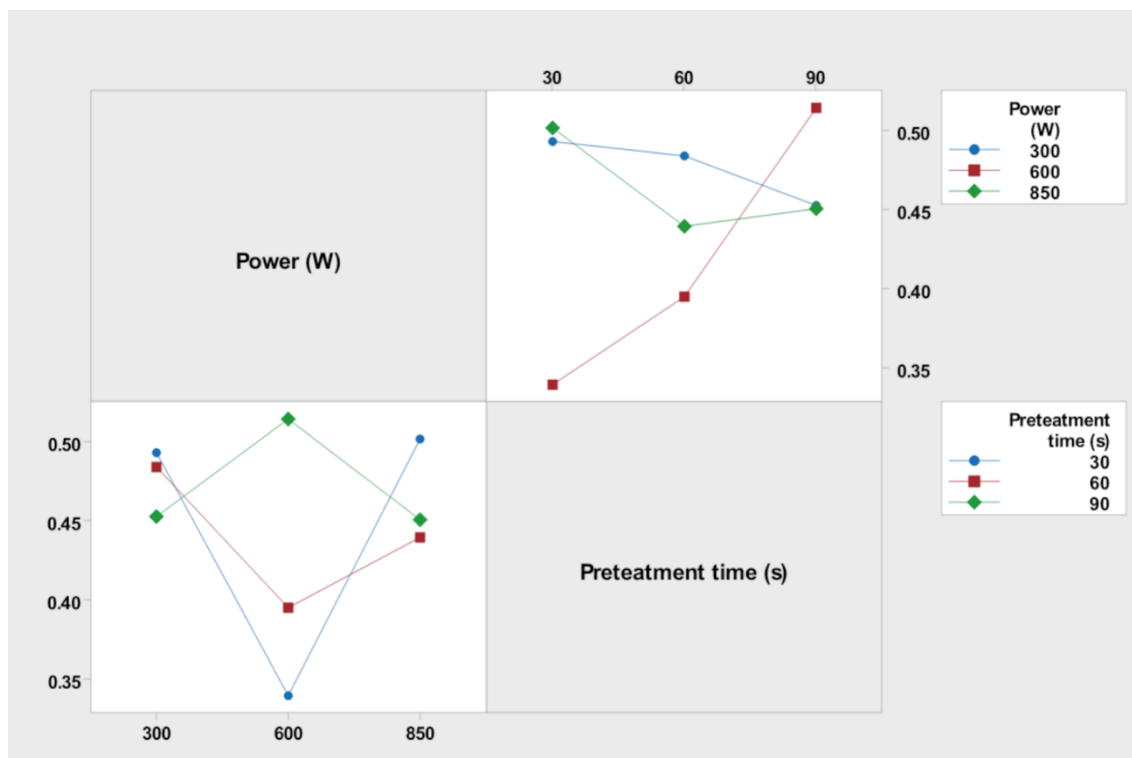 30 60 90
Power
(W)
300
600
850
0.50
0.45
0.40
0.35
Power (W)
Preteatment
time (s)
30
60
90
0.50
0.45
0.40
0.35
Preteatment time (s)
300 600 850